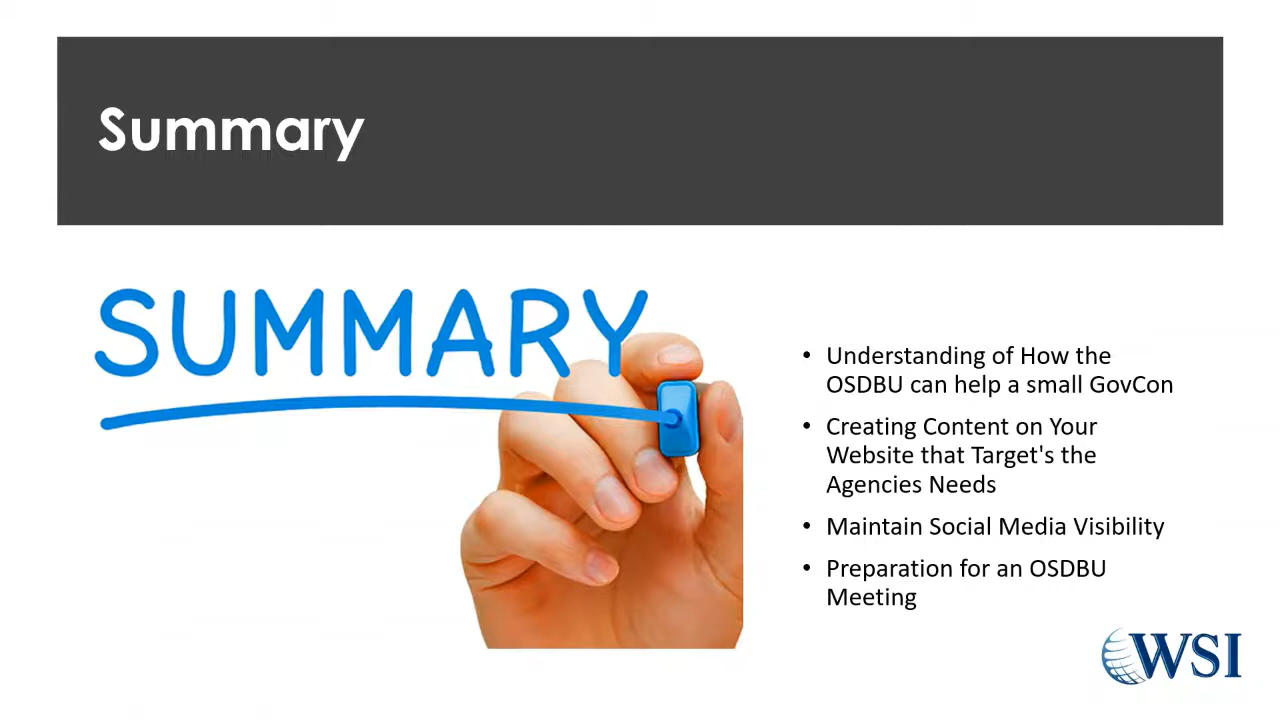 Summary
SUMMARY
• Understanding of How the
OSDBU can help a small GovCon
• Creating Content on Your
Website that Target's the
Agencies Needs
• Maintain Social Media Visibility
• Preparation for an OSDBU
Meeting
WSI